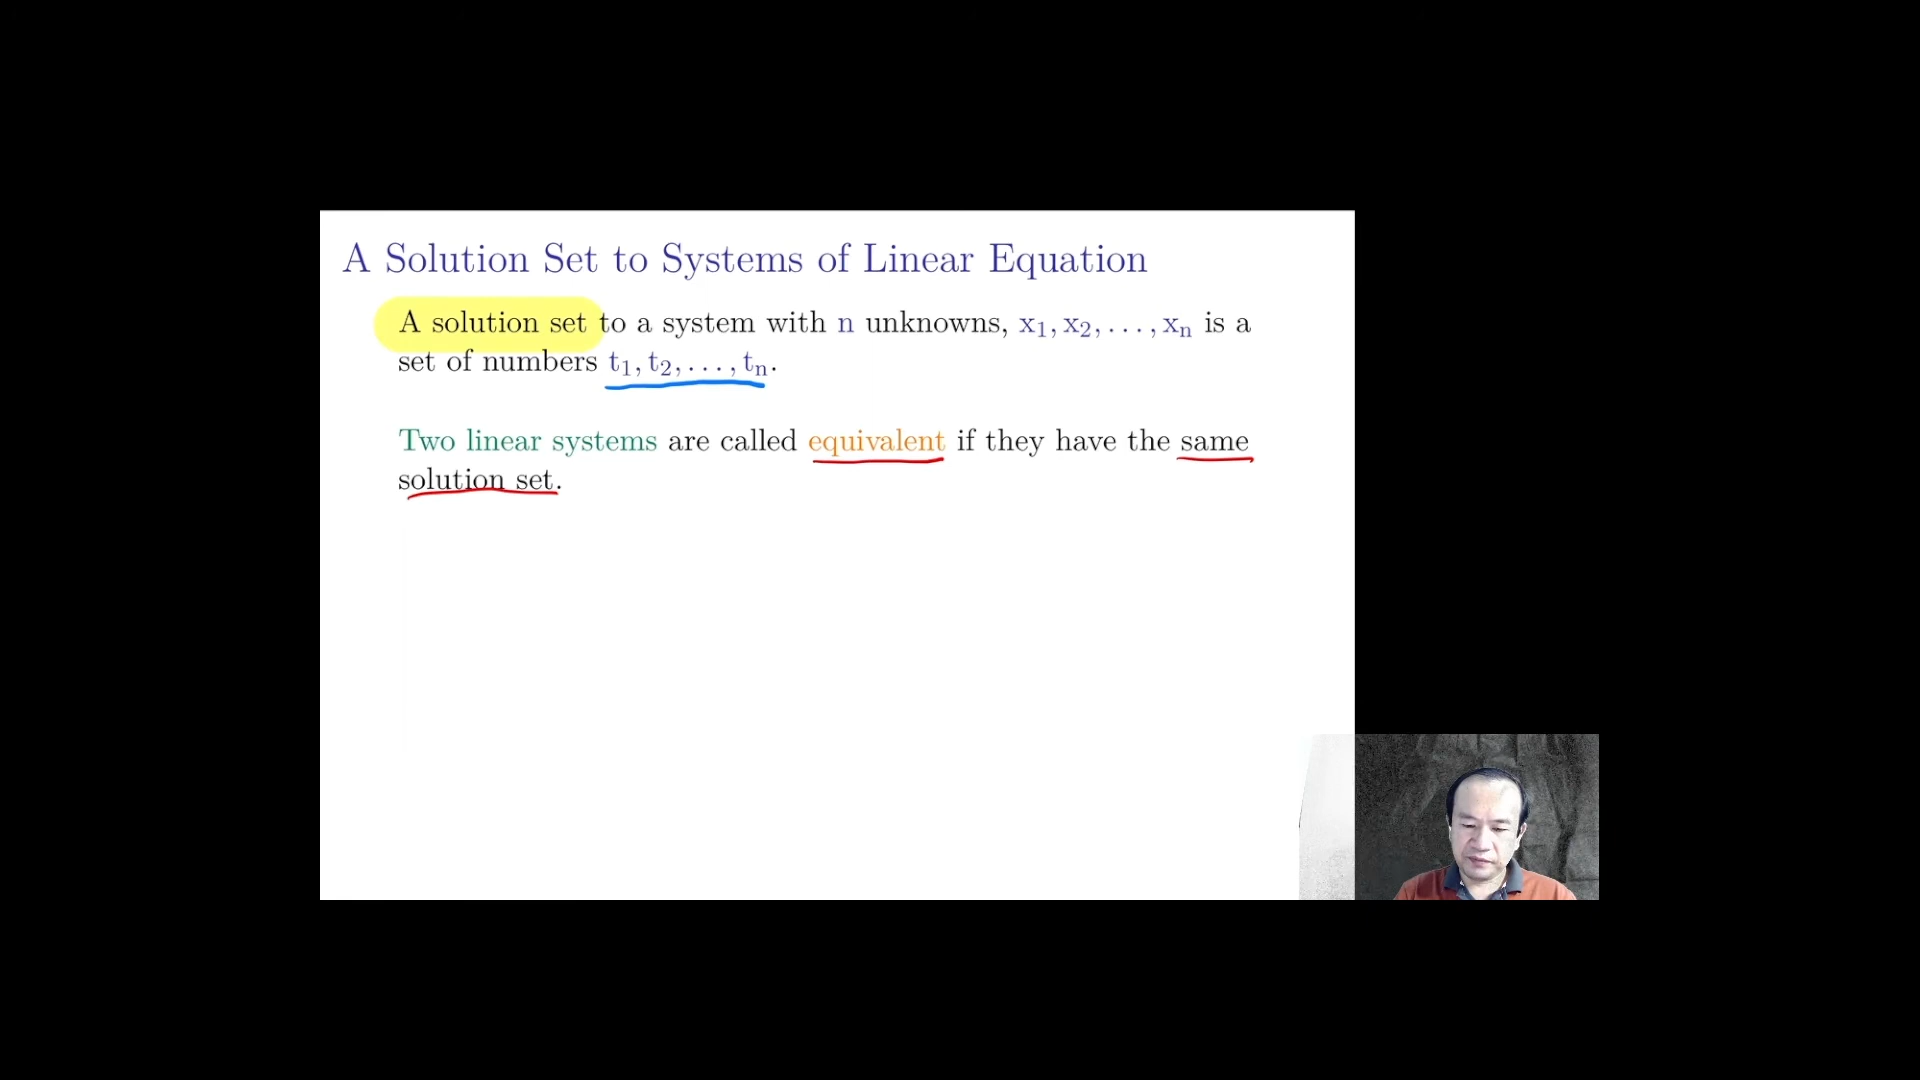 A Solution Set to Systems of Linear Equation
A solution set to a system with n unknowns, x₁, x₂, . . . , xₙ is a
set of numbers t₁, t₂, . . . , tₙ.
Two linear systems are called equivalent if they have the same
solution set.